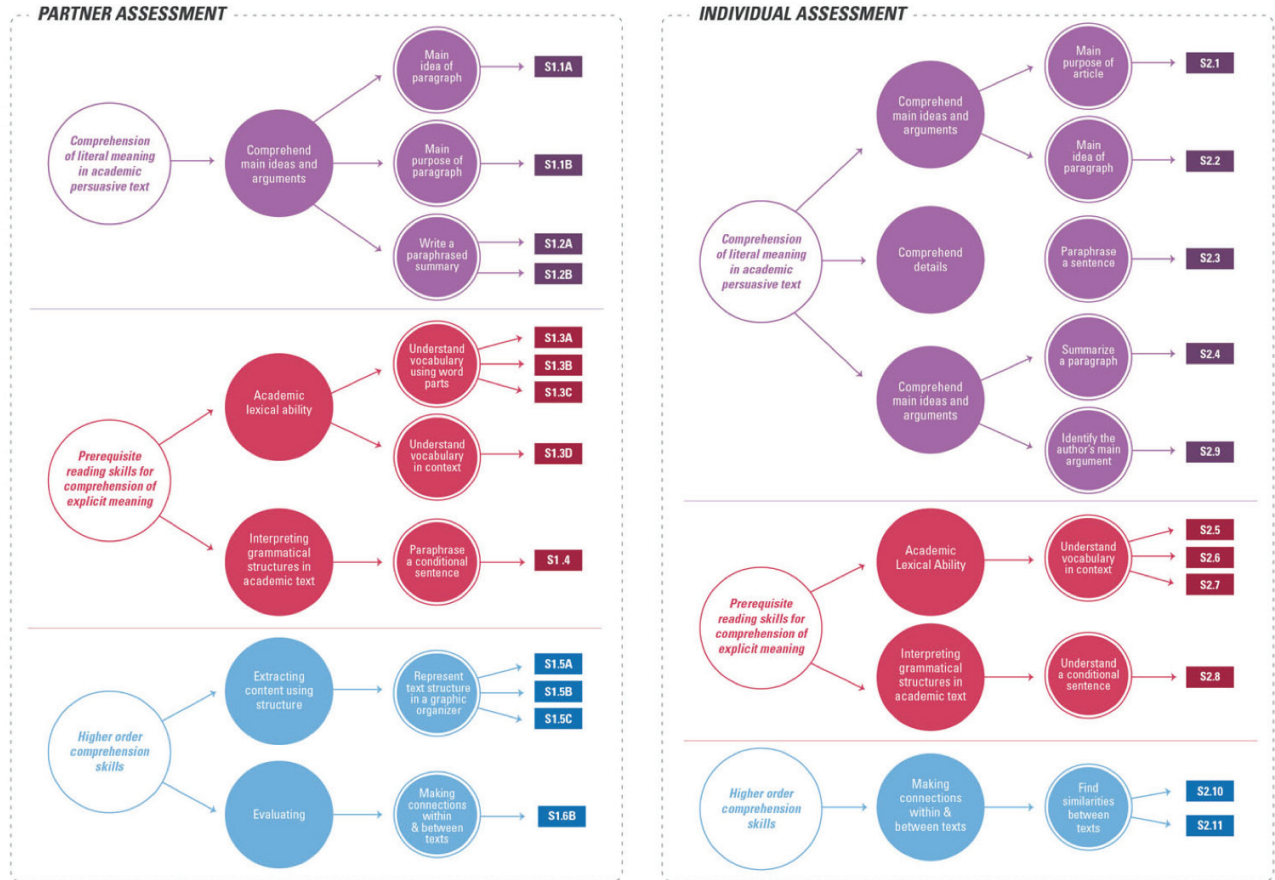 PARTNER ASSESSMENT
Comprehension
of literal meaning
in academic
persuasive text
Comprehend
main ideas and
arguments
Main
idea of
paragraph
S1.1A
Main
purpose of
paragraph
S1.1B
Write a
paraphrased
summary
S1.2A
S1.2B
Prerequisite
reading skills for
comprehension of
explicit meaning
Academic
lexical ability
Understand
vocabulary
using word
parts
S1.3A
S1.3B
S1.3C
Understand
vocabulary
in context
S1.3D
Interpreting
grammatical
structures in
academic text
Paraphrase
a conditional
sentence
S1 .4
Higher order
comprehension
skills
Extracting
content using
structure
Represent
text structure
in a graphic
organizer
S1.5A
S1.5B
S1.5C
Evaluating
Making
connections
within
& between
texts
S1.6B
INDIVIDUAL ASSESSMENT
Comprehension
of literal meaning
in academic
persuasive text
Comprehend
main ideas and
arguments
Main
purpose of
article
S2.1
Main
idea of
paragraph
S2.2
Comprehend
details
Paraphrase
a sentence
S2.3
Comprehend
main ideas and
arguments
Summarize
a paragraph
S2.4
Identify the
author's main
argument
S2.9
Prerequisite
reading skills for
comprehension of
explicit meaning
Academic
Lexical Ability
Understand
vocabulary
in context
S2.5
S2.6
S2.7
Interpreting
grammatical
structures in
academic text
Understand
a conditional
sentence
S2.8
Higher order
comprehension
skills
Making
connections
within &
between texts
Find
similarities
between
texts
S2.10
S2.11